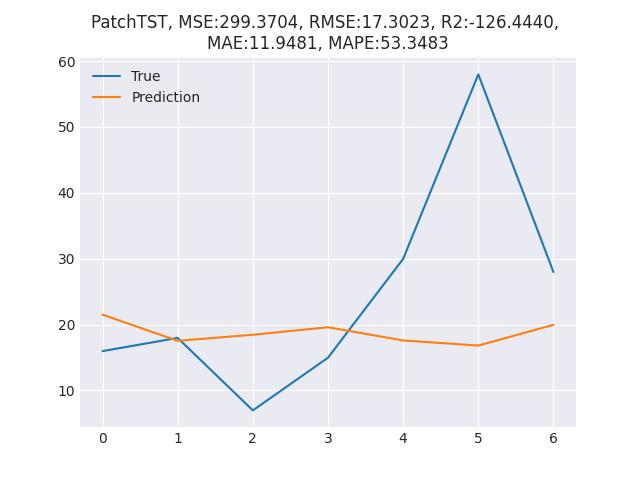 PatchTST, MSE:299.3704, RMSE:17.3023, R2:-126.4440,
MAE:11.9481, MAPE:53.3483
True
Prediction
60
50
40
30
20
10
0 1 2 3 4 5 6